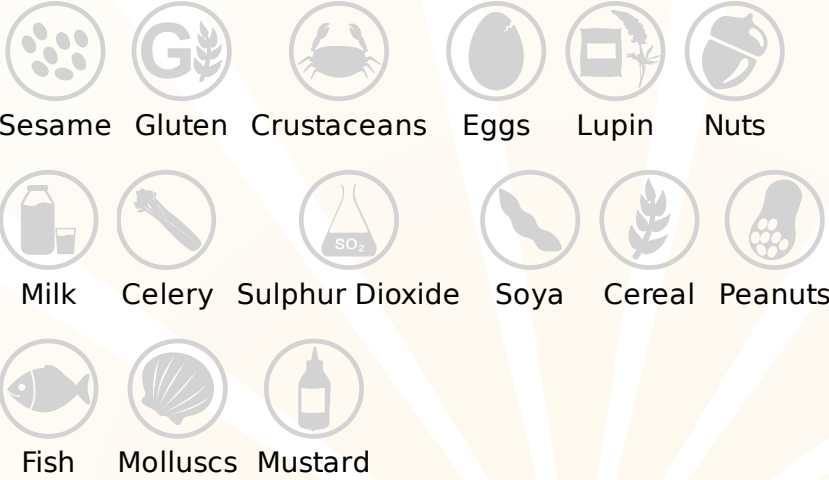 G
Sesame Gluten Crustaceans Eggs Lupin Nuts
SO₂
Milk Celery Sulphur Dioxide Soya Cereal Peanuts
Fish Molluscs Mustard